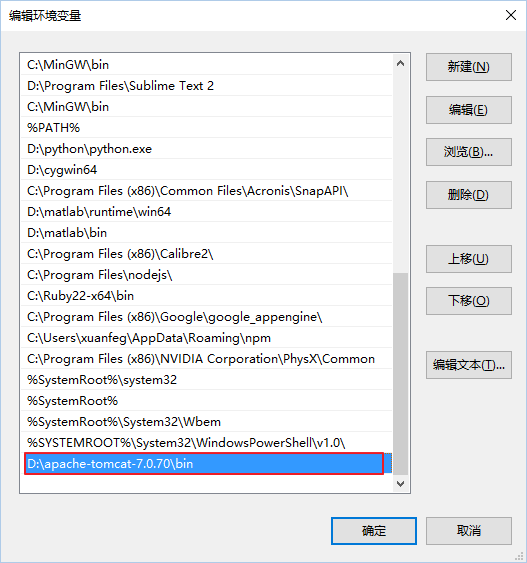 编辑环境变量
C:\MinGW\bin
D:\Program Files\Sublime Text 2
C:\MinGW\bin
%PATH%
D:\python\python.exe
D:\cygwin64
C:\Program Files (x86)\Common Files\Acronis\SnapAPI\
D:\matlab\runtime\win64
D:\matlab\bin
C:\Program Files (x86)\Calibre2\
C:\Program Files\nodejs\
C:\Ruby22-x64\bin
C:\Program Files (x86)\Google\google_appengine\
C:\Users\xuanfeg\AppData\Roaming\npm
C:\Program Files (x86)\NVIDIA Corporation\PhysX\Common
%SystemRoot%\system32
%SystemRoot%
%SystemRoot%\System32\Wbem
%SYSTEMROOT%\System32\WindowsPowerShell\v1.0\
D:\apache-tomcat-7.0.70\bin
新建(N)
编辑(E)
浏览(B)...
删除(D)
上移(U)
下移(O)
编辑文本(T)...
确定
取消